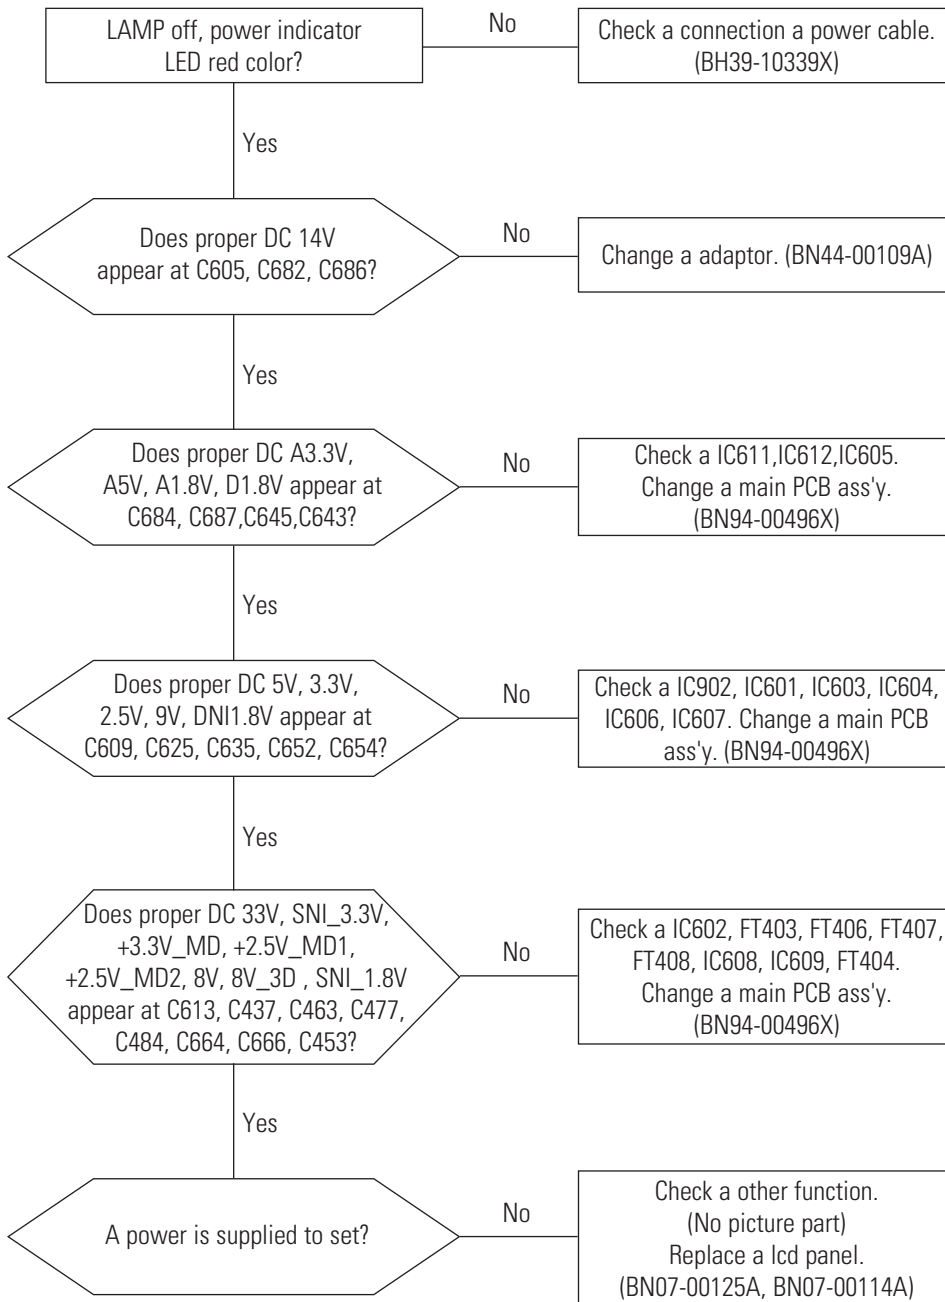 LAMP off, power indicator
LED red color?
No
Check a connection a power cable.
(BH39-10339X)
Yes
Does proper DC 14V
appear at C605, C682, C686?
No
Change a adaptor. (BN44-00109A)
Yes
Does proper DC A3.3V,
A5V, A1.8V, D1.8V appear at
C684, C687,C645,C643?
No
Check a IC611,IC612,IC605.
Change a main PCB ass'y.
(BN94-00496X)
Yes
Does proper DC 5V, 3.3V,
2.5V, 9V, DNI1.8V appear at
C609, C625, C635, C652, C654?
No
Check a IC902, IC601, IC603, IC604,
IC606, IC607. Change a main PCB
ass'y. (BN94-00496X)
Yes
Does proper DC 33V, SNI_3.3V,
+3.3V_MD, +2.5V_MD1,
+2.5V_MD2, 8V, 8V_3D , SNI_1.8V
appear at C613, C437, C463, C477,
C484, C664, C666, C453?
No
Check a IC602, FT403, FT406, FT407,
FT408, IC608, IC609, FT404.
Change a main PCB ass'y.
(BN94-00496X)
Yes
A power is supplied to set?
No
Check a other function.
(No picture part)
Replace a lcd panel.
(BN07-00125A, BN07-00114A)